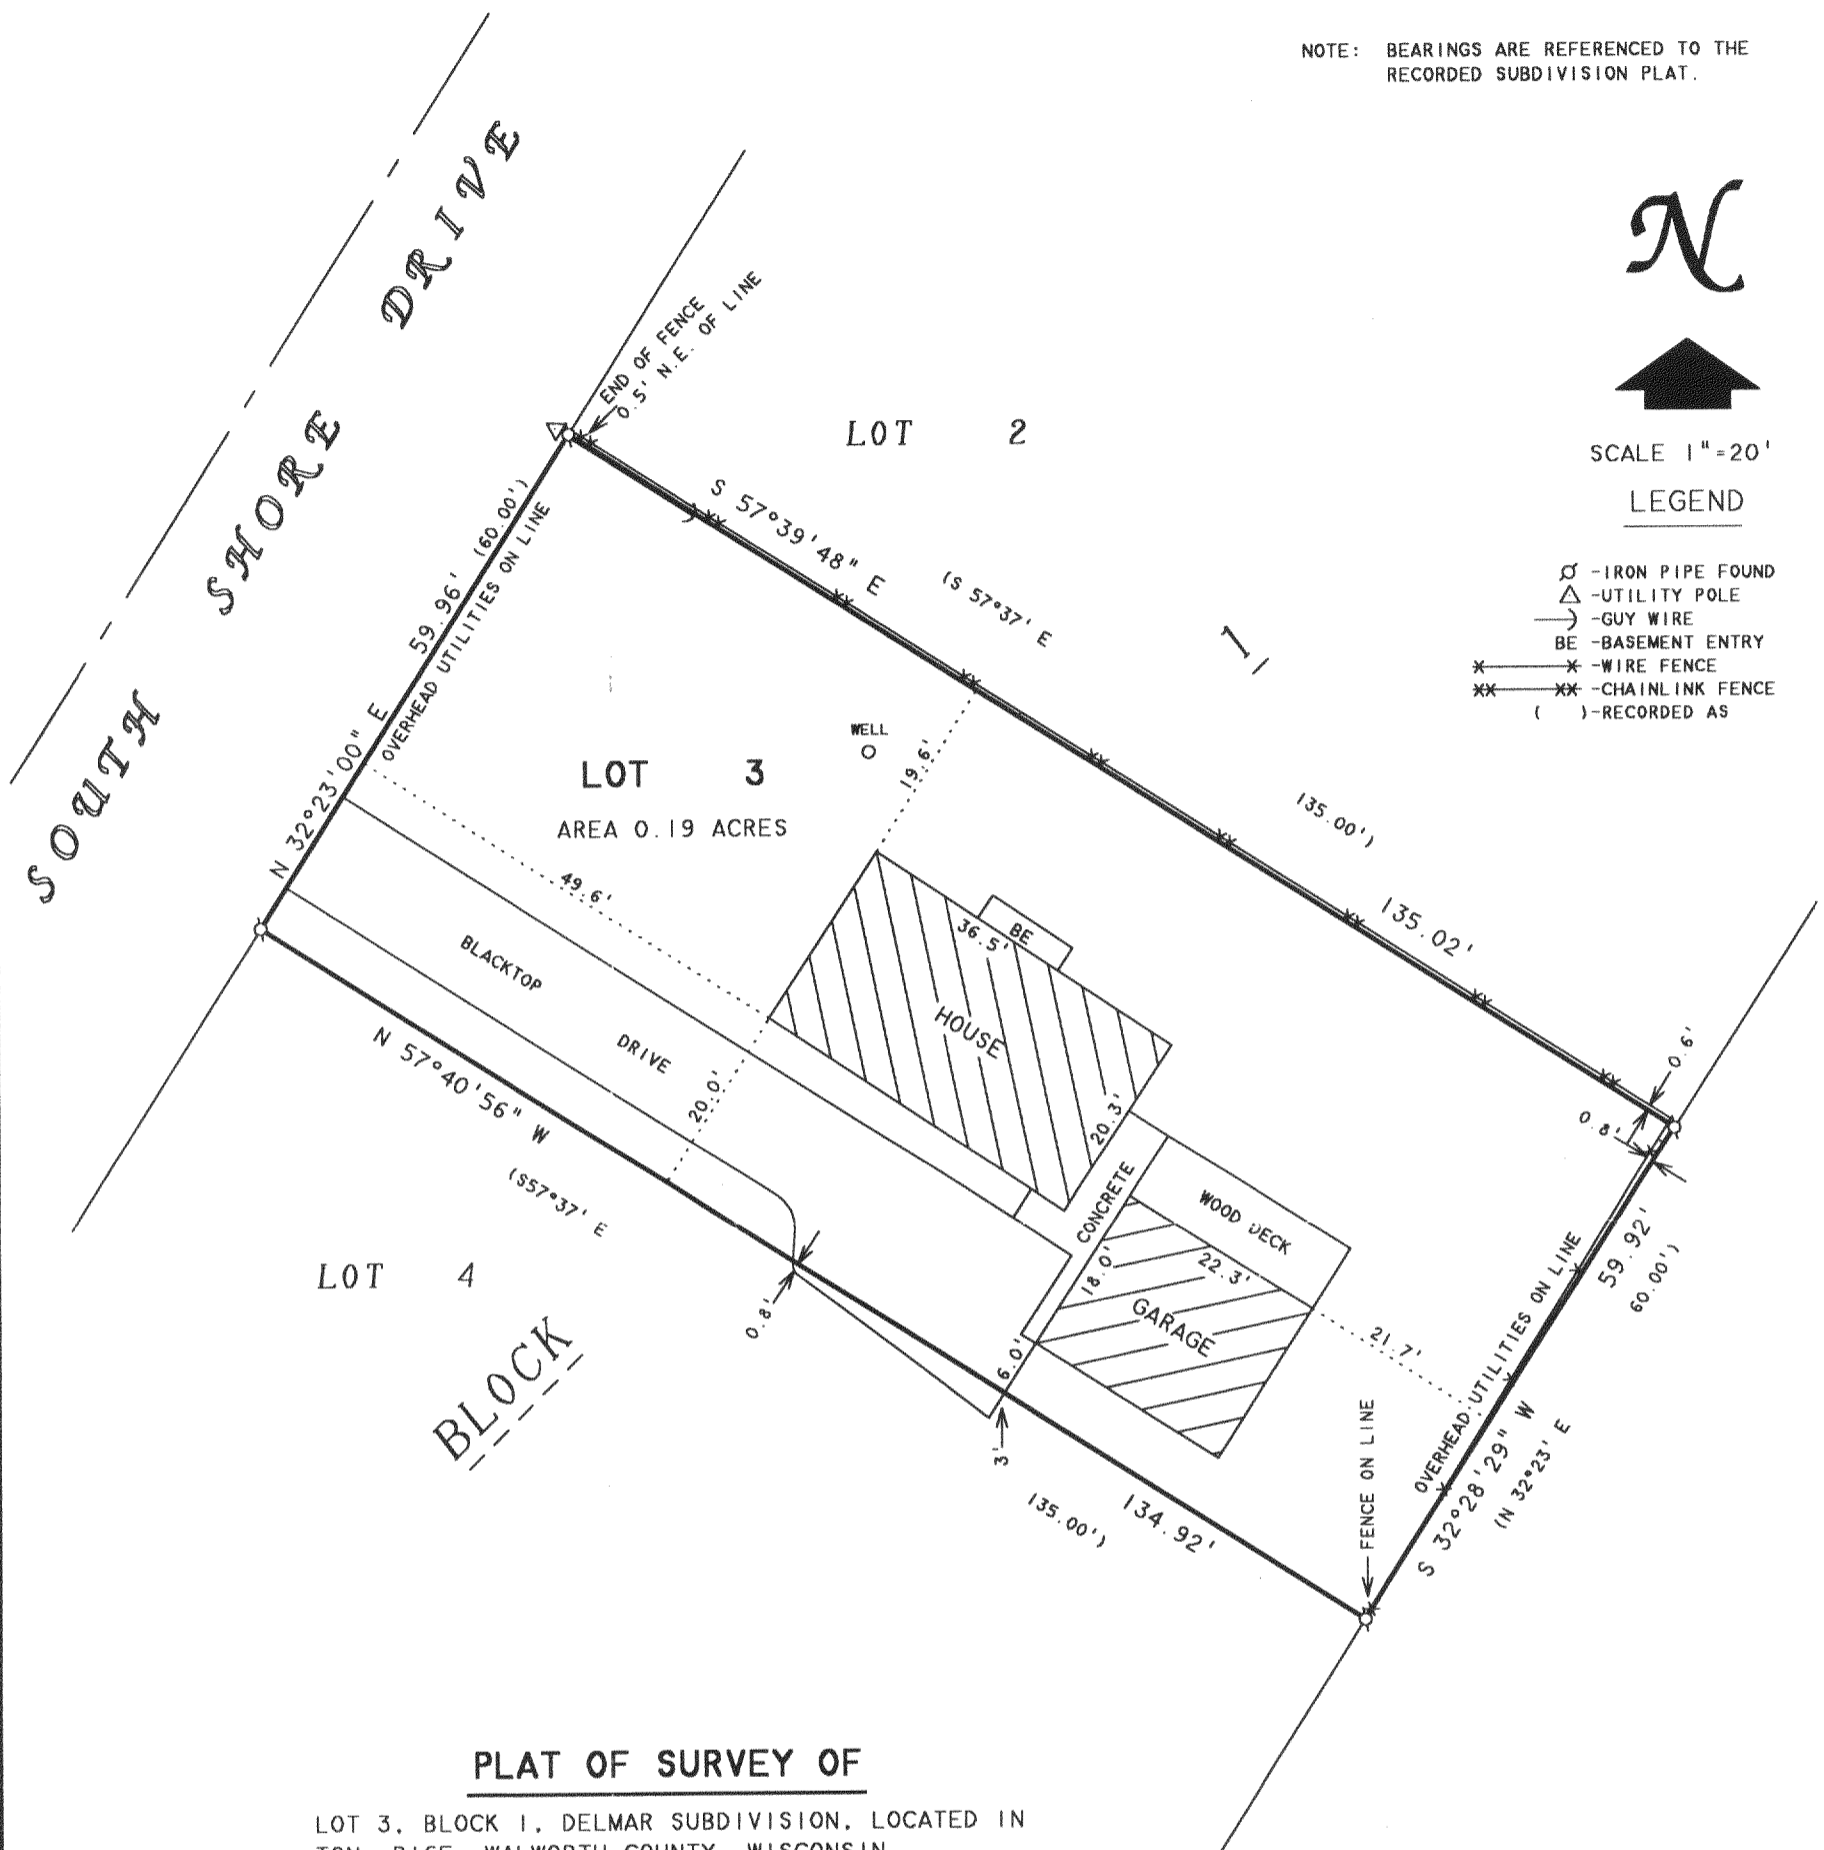 NOTE: BEARINGS ARE REFERENCED TO THE
RECORDED SUBDIVISION PLAT.
N
SCALE 1"=20'
LEGEND
-IRON PIPE FOUND
-UTILITY POLE
-GUY WIRE
BE -BASEMENT ENTRY
-WIRE FENCE
-CHAINLINK FENCE
( )-RECORDED AS
SOUTH SHORE DRIVE
END OF FENCE
0.5' N.E. OF LINE
LOT 2
S 57°39'48" E
(S 57°37' E
135.00')
135.02'
N 32°23'00" E 59.96' (60.00')
OVERHEAD UTILITIES ON LINE
1
WELL
19.6'
LOT 3
AREA 0.19 ACRES
49.6'
BE
36.5'
HOUSE
20.3'
BLACKTOP
DRIVE
20.0'
N 57°40'56" W
(S57°37' E
135.00')
134.92'
LOT 4
BLOCK
0.8'
CONCRETE
WOOD DECK
22.3'
18.0'
GARAGE
6.0'
3'
21.7'
0.6'
0.8'
FENCE ON LINE
OVERHEAD UTILITIES ON LINE
S 32°28'29" W
59.92'
(N 32°23' E
60.00')
PLAT OF SURVEY OF
LOT 3, BLOCK 1, DELMAR SUBDIVISION, LOCATED IN
WALWORTH COUNTY, WISCONSIN